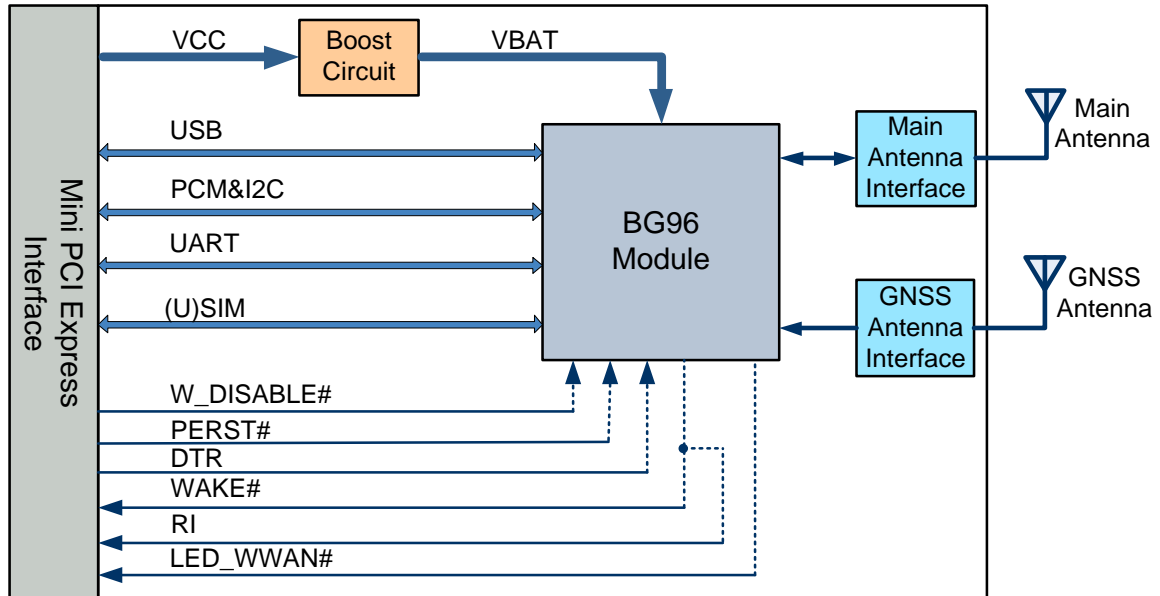 VCC
Boost
Circuit
VBAT
USB
PCM&I2C
UART
(U)SIM
W_DISABLE#
PERST#
DTR
WAKE#
RI
LED_WWAN#
Mini PCI Express
Interface
BG96
Module
Main
Antenna
Interface
Main
Antenna
GNSS
Antenna
Interface
GNSS
Antenna